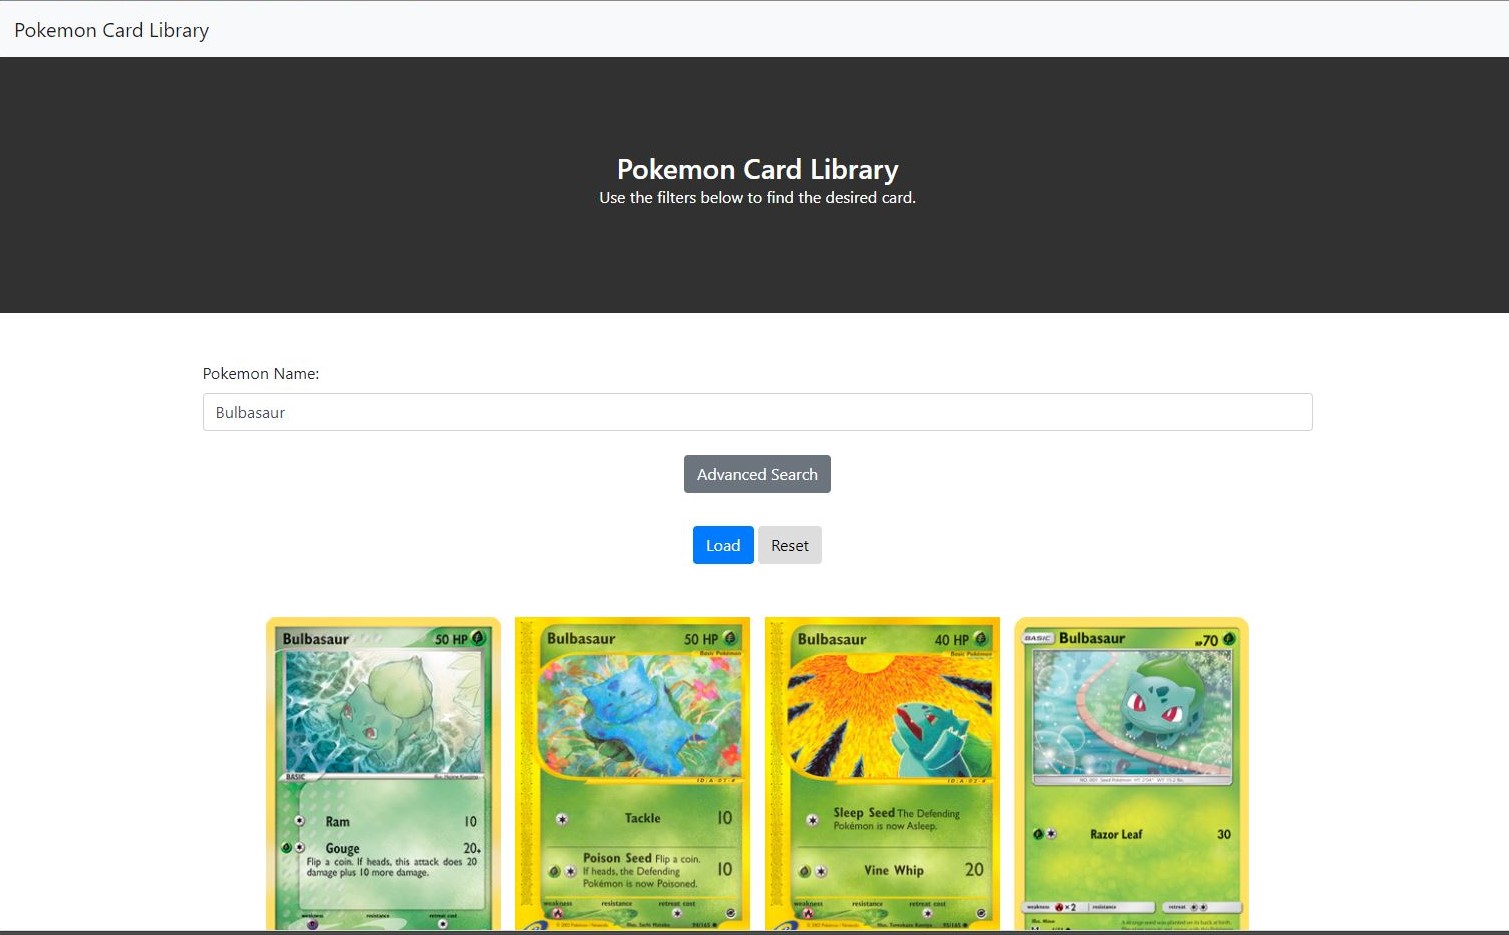 Pokemon Card Library
Pokemon Card Library
Use the filters below to find the desired card.
Pokemon Name:
Bulbasaur
Advanced Search
Load
Reset
Bulbasaur 50 HP
BASIC
Ram 10
Gouge 20+
Flip a coin. If heads, this attack does 20
damage plus 10 more damage.
weakness resistance retreat cost
Bulbasaur 50 HP
Basic Pokémon
Tackle 10
Poison Seed Flip a coin.
If heads, the Defending
Pokémon is now Poisoned.
10
weakness resistance retreat cost
94/165
Bulbasaur 40 HP
Basic Pokémon
Sleep Seed The Defending
Pokémon is now Asleep.
Vine Whip 20
weakness resistance retreat cost
95/165
BASIC Bulbasaur HP70
Razor Leaf 30
weakness ×2 resistance retreat